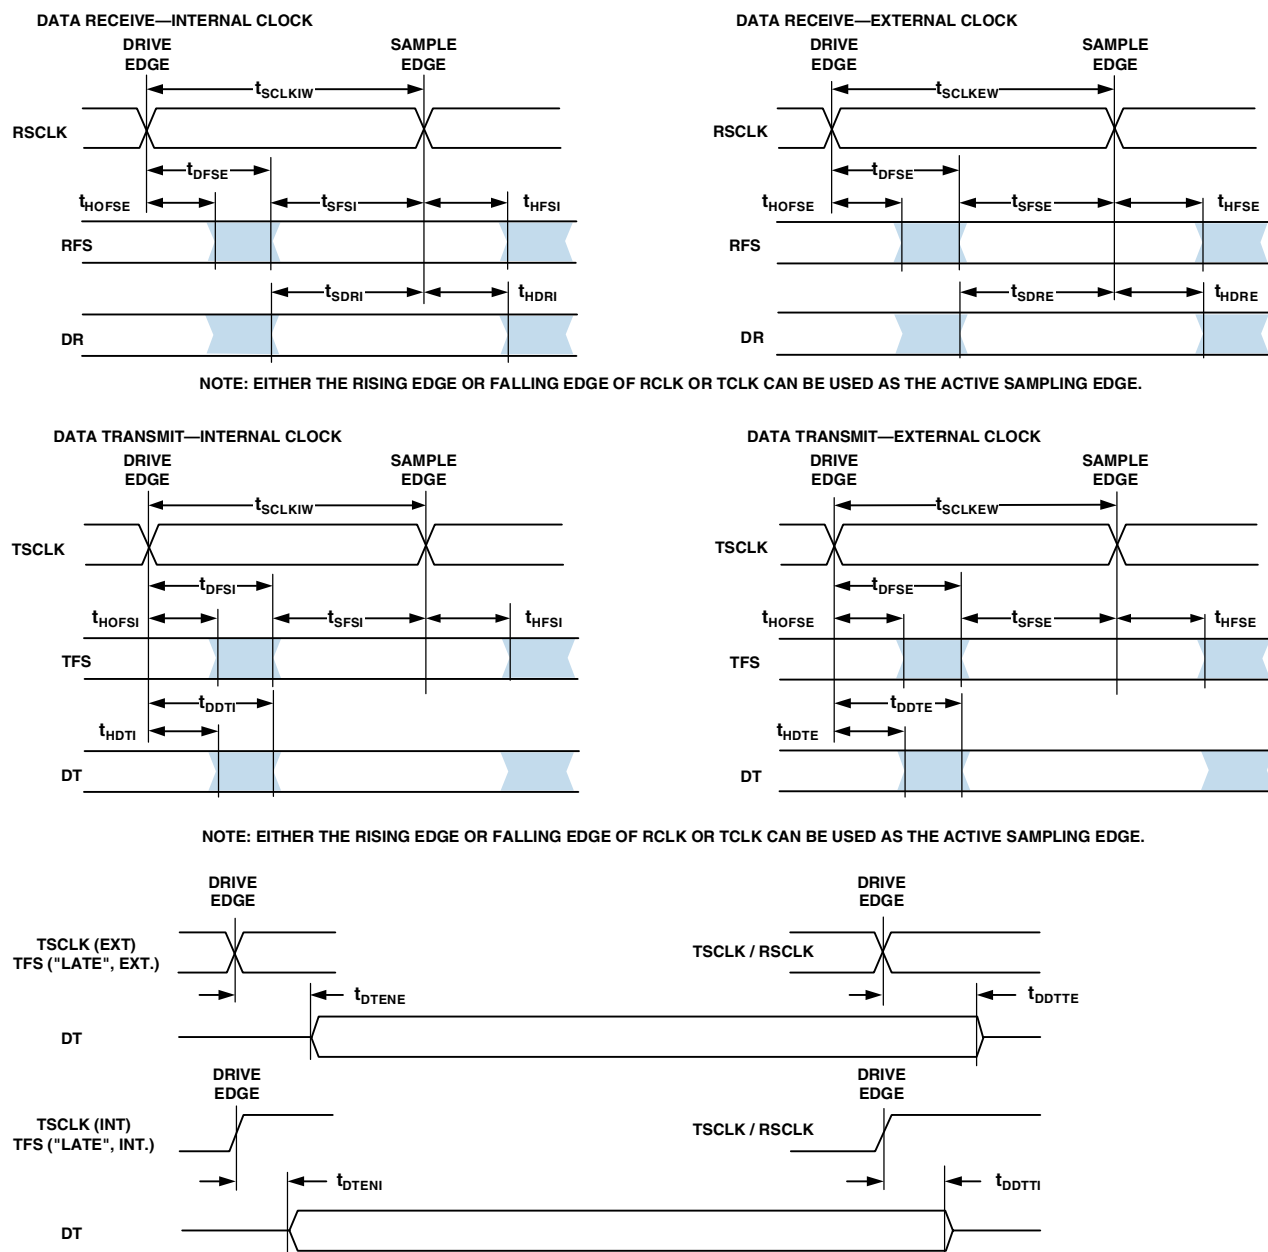 DATA RECEIVE—INTERNAL CLOCK
DRIVE
EDGE
SAMPLE
EDGE
tSCLKIW
RSCLK
tDFSE
tHOFSE
tSFSI
tHFSI
RFS
tSDRI
tHDRI
DR
DATA RECEIVE—EXTERNAL CLOCK
DRIVE
EDGE
SAMPLE
EDGE
tSCLKEW
RSCLK
tDFSE
tHOFSE
tSFSE
tHFSE
RFS
tSDRE
tHDRE
DR
NOTE: EITHER THE RISING EDGE OR FALLING EDGE OF RCLK OR TCLK CAN BE USED AS THE ACTIVE SAMPLING EDGE.
DATA TRANSMIT—INTERNAL CLOCK
DRIVE
EDGE
SAMPLE
EDGE
tSCLKIW
TSCLK
tDFSI
tHOFSI
tSFSI
tHFSI
TFS
tDDTI
tHDTI
DT
DATA TRANSMIT—EXTERNAL CLOCK
DRIVE
EDGE
SAMPLE
EDGE
tSCLKEW
TSCLK
tDFSE
tHOFSE
tSFSE
tHFSE
TFS
tDDTE
tHDTE
DT
NOTE: EITHER THE RISING EDGE OR FALLING EDGE OF RCLK OR TCLK CAN BE USED AS THE ACTIVE SAMPLING EDGE.
DRIVE
EDGE
DRIVE
EDGE
TSCLK (EXT)
TFS ("LATE", EXT.)
TSCLK / RSCLK
tDTENE
tDDTTE
DT
DRIVE
EDGE
DRIVE
EDGE
TSCLK (INT)
TFS ("LATE", INT.)
TSCLK / RSCLK
tDTENI
tDDTTI
DT